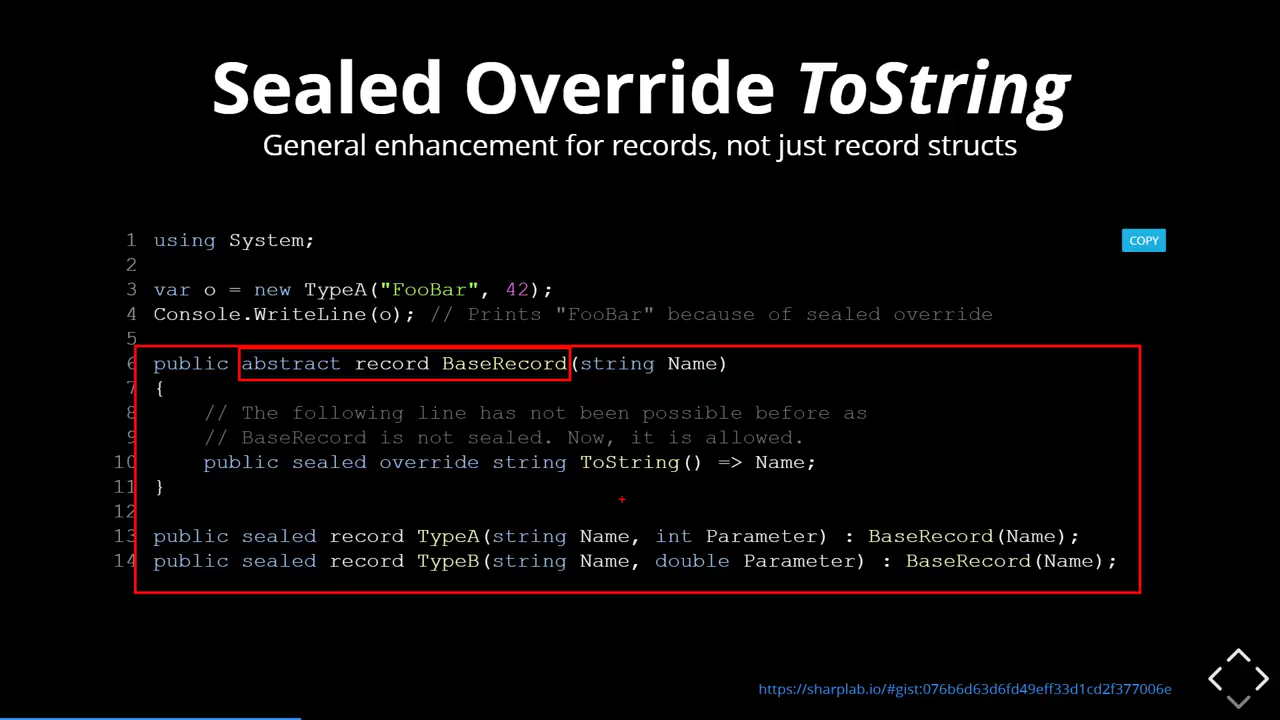 Sealed Override ToString
General enhancement for records, not just record structs
COPY
1 using System;
2
3 var o = new TypeA("FooBar", 42);
4 Console.WriteLine(o); // Prints "FooBar" because of sealed override
5
6 public abstract record BaseRecord(string Name)
7 {
8     // The following line has not been possible before as
9     // BaseRecord is not sealed. Now, it is allowed.
10     public sealed override string ToString() => Name;
11 }
12
13 public sealed record TypeA(string Name, int Parameter) : BaseRecord(Name);
14 public sealed record TypeB(string Name, double Parameter) : BaseRecord(Name);
https://sharplab.io/#gist:076b6d63d6fd49eff33d1cd2f377006e